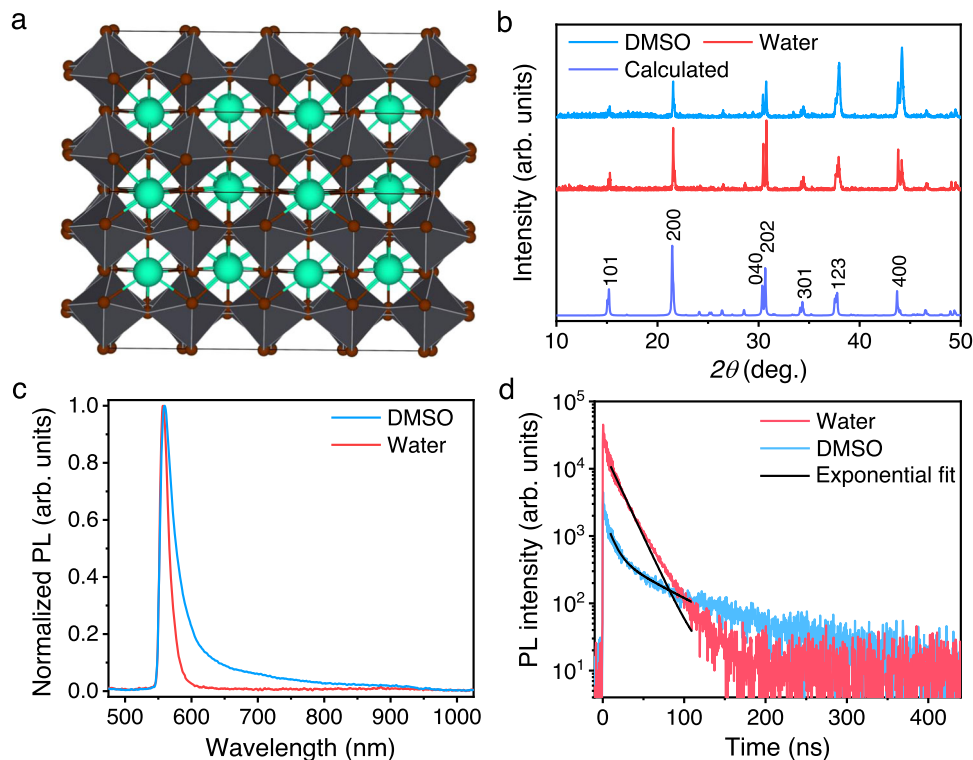 a
b
DMSO Water
Calculated
Intensity (arb. units)
101
200
040
202
301
123
400
10 20 30 40 50
2θ (deg.)
c
DMSO
Water
Normalized PL (arb. units)
1.0
0.8
0.6
0.4
0.2
0.0
500 600 700 800 900 1000
Wavelength (nm)
d
Water
DMSO
Exponential fit
PL intensity (arb. units)
10⁵
10⁴
10³
10²
10¹
0 100 200 300 400
Time (ns)